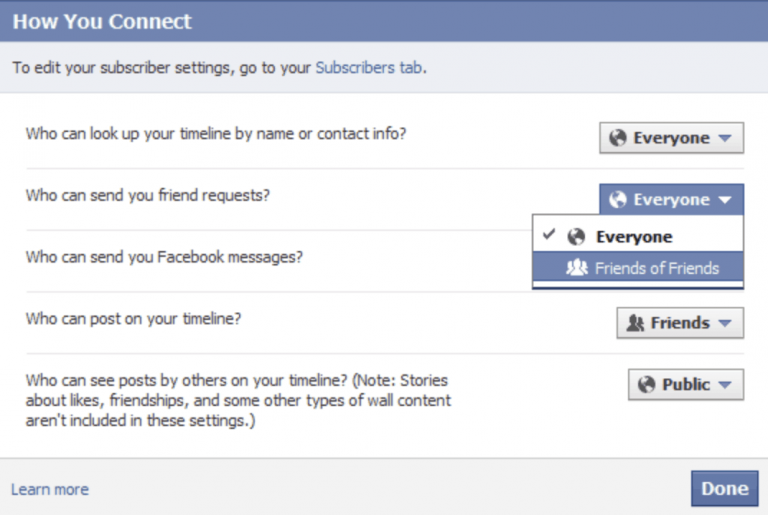 How You Connect
To edit your subscriber settings, go to your Subscribers tab.
Who can look up your timeline by name or contact info?
Everyone
Who can send you friend requests?
Everyone
Everyone
Friends of Friends
Who can send you Facebook messages?
Who can post on your timeline?
Friends
Who can see posts by others on your timeline? (Note: Stories
about likes, friendships, and some other types of wall content
aren't included in these settings.)
Public
Learn more
Done